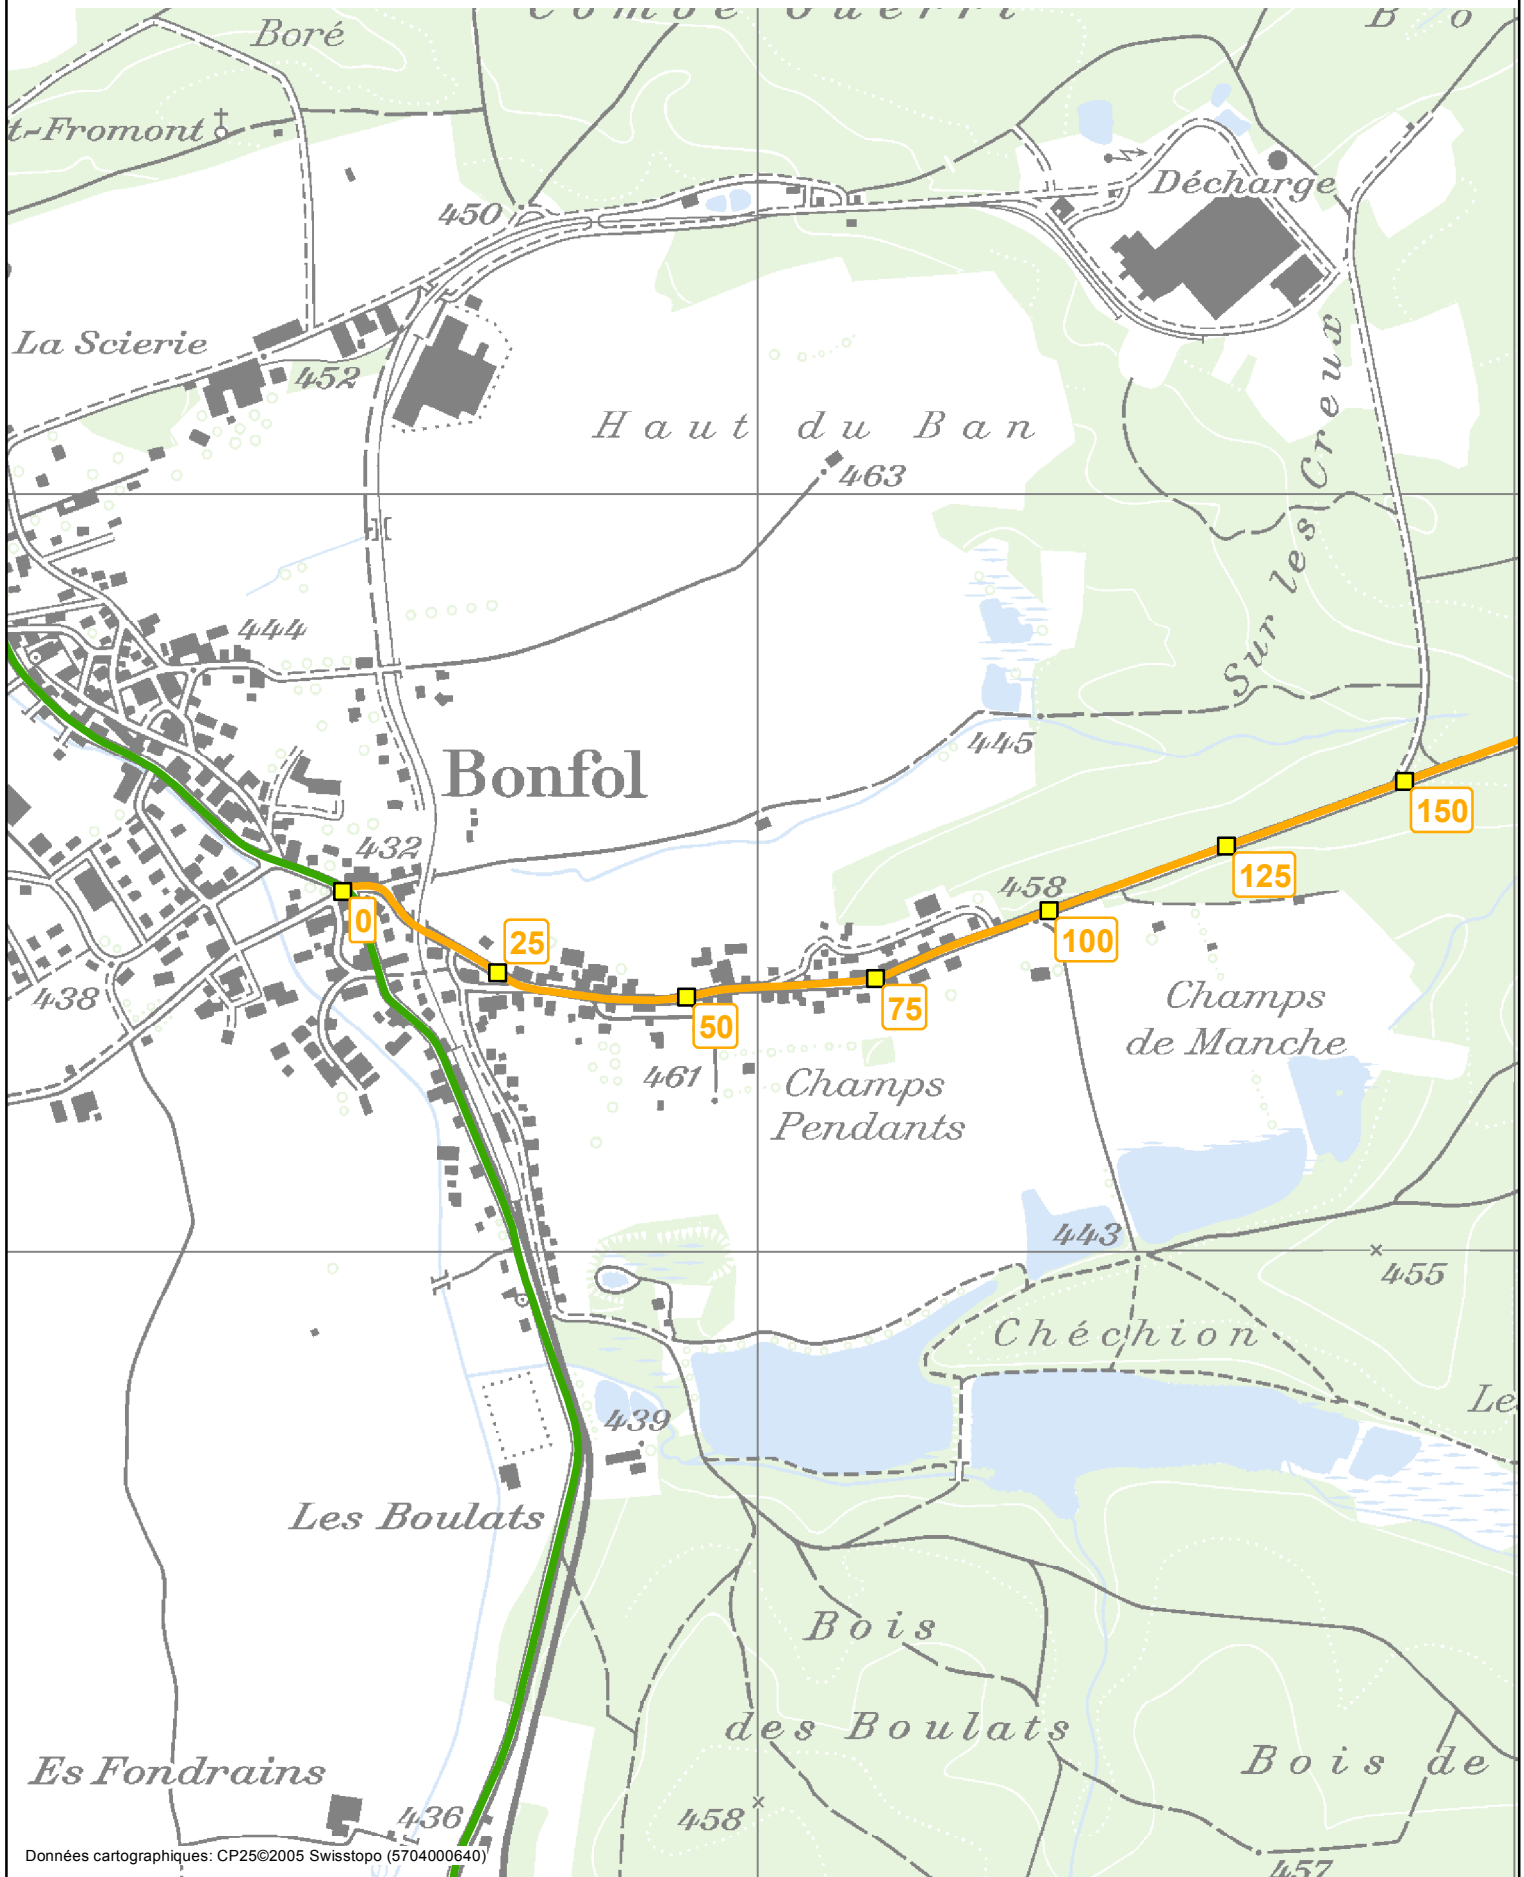 Boré
B o
t-Fromont
Décharge
450
La Scierie
452
Haut du Ban
463
Sur les Creux
444
445
Bonfol
432
458
150
125
100
0
25
50
75
438
461
Champs
de Manche
Champs
Pendants
443
455
Chéchion
Le
439
Les Boulats
Bois
des Boulats
Bois de
Es Fondrains
436
458
457
Données cartographiques: CP25©2005 Swisstopo (5704000640)